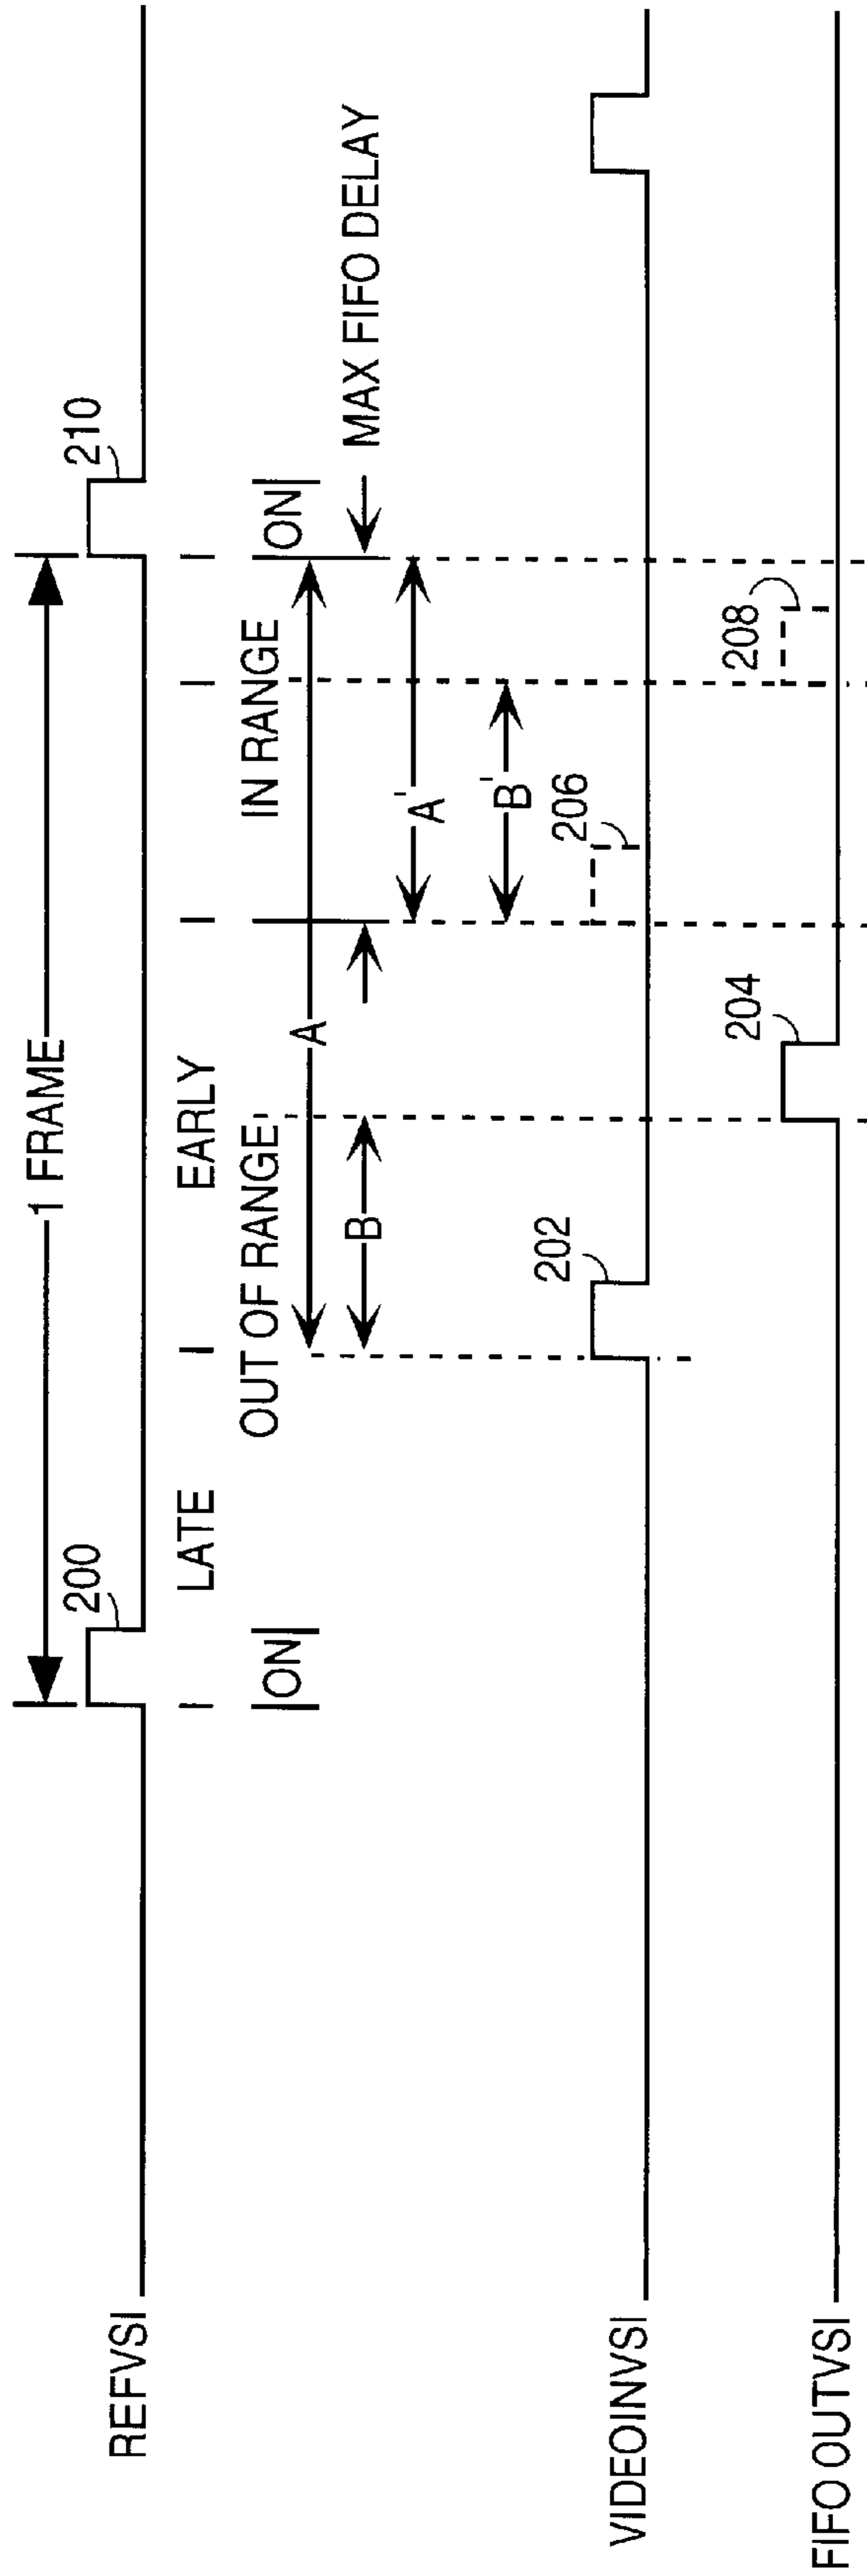 1 FRAME
REFVSI
200
210
LATE
EARLY
ON
OUT OF RANGE
IN RANGE
ON
A
B
MAX FIFO DELAY
A'
B'
VIDEOINVSI
202
206
FIFO OUTVSI
204
208